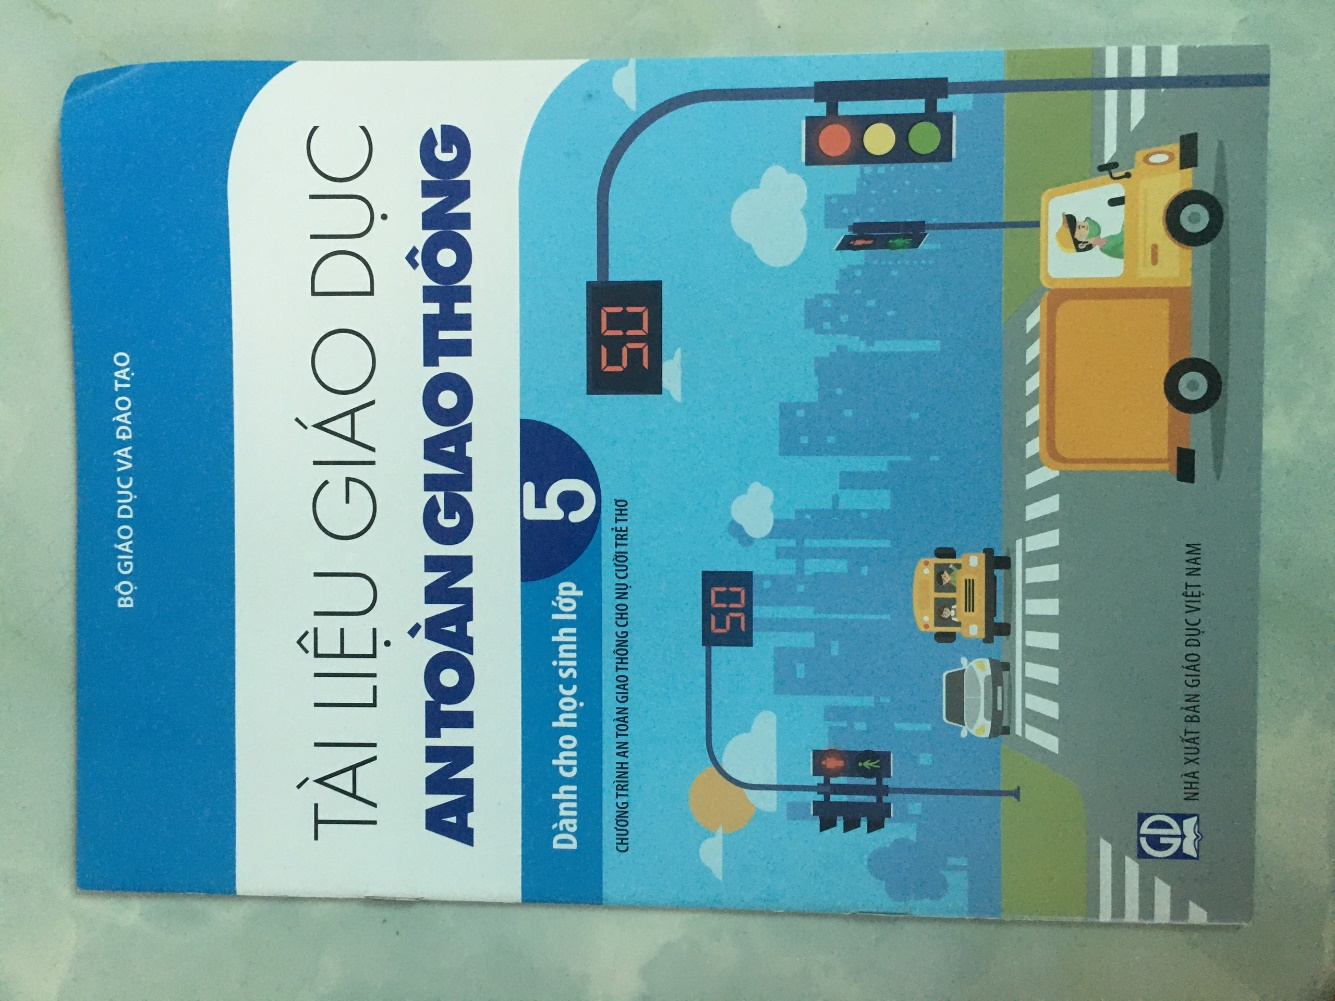 BỘ GIÁO DỤC VÀ ĐÀO TẠO
TÀI LIỆU GIÁO DỤC
AN TOÀN GIAO THÔNG
Dành cho học sinh lớp 5
CHƯƠNG TRÌNH AN TOÀN GIAO THÔNG CHO NỤ CƯỜI TRẺ THƠ
50
50
GD
NHÀ XUẤT BẢN GIÁO DỤC VIỆT NAM